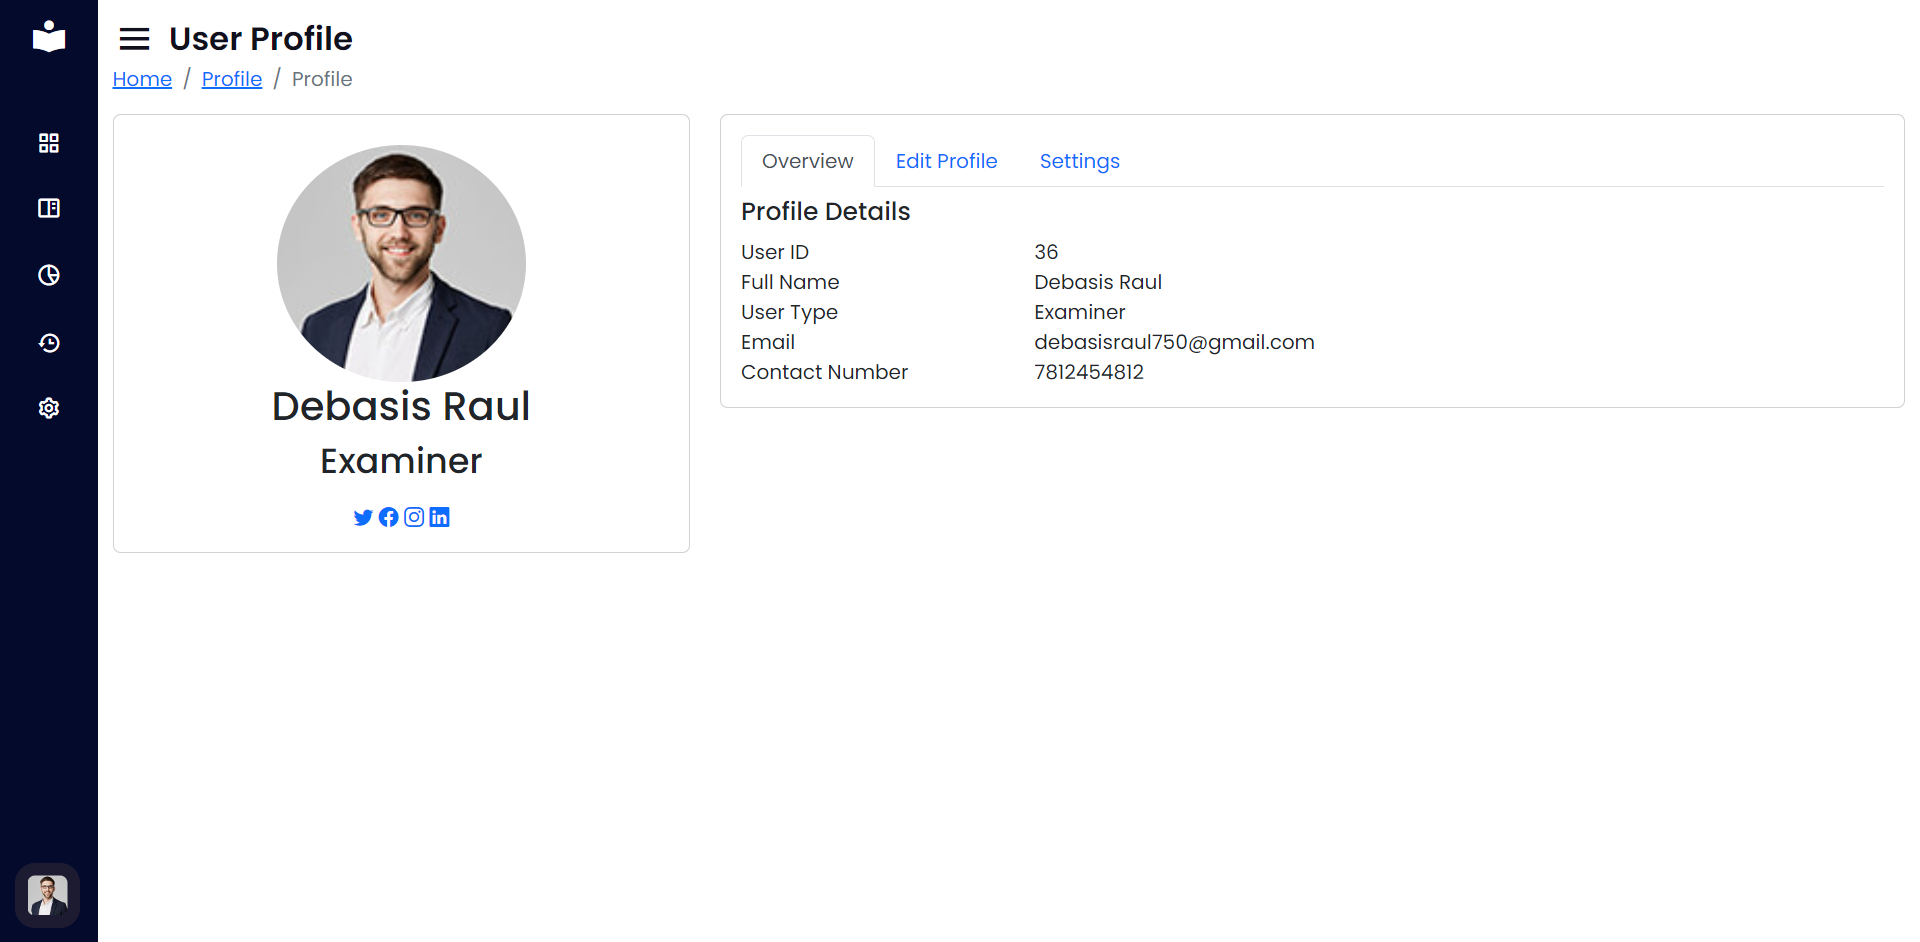 User Profile
Home / Profile / Profile
Debasis Raul
Examiner
Overview Edit Profile Settings
Profile Details
User ID 36
Full Name Debasis Raul
User Type Examiner
Email debasisraul750@gmail.com
Contact Number 7812454812